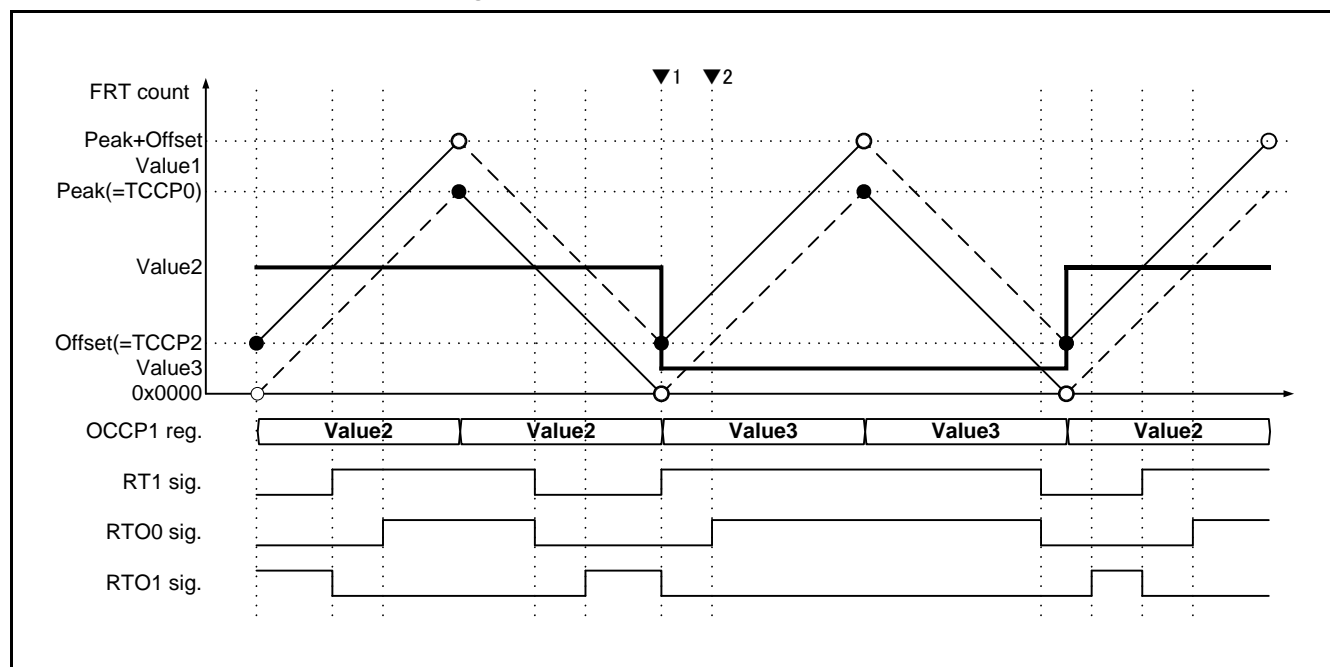 ▼1 ▼2
FRT count
Peak+Offset
Value1
Peak(=TCCP0)
Value2
Offset(=TCCP2
Value3
0x0000
OCCP1 reg. Value2 Value2 Value3 Value3 Value2
RT1 sig.
RTO0 sig.
RTO1 sig.